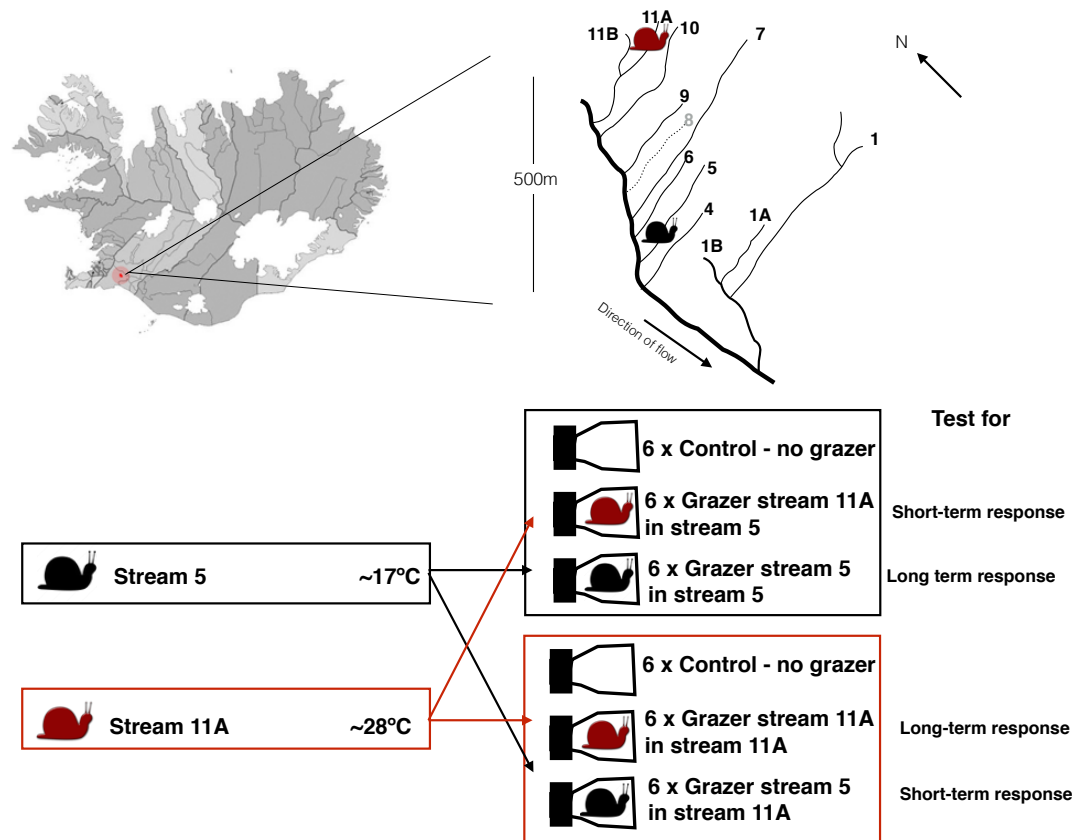 11A
11B
10
7
N
9
8
1
500m
6
5
4
1A
1B
Direction of flow
Test for
6 x Control - no grazer
6 x Grazer stream 11A
in stream 5
Short-term response
Stream 5
~17ºC
6 x Grazer stream 5
in stream 5
Long term response
6 x Control - no grazer
Stream 11A
~28ºC
6 x Grazer stream 11A
in stream 11A
Long-term response
6 x Grazer stream 5
in stream 11A
Short-term response